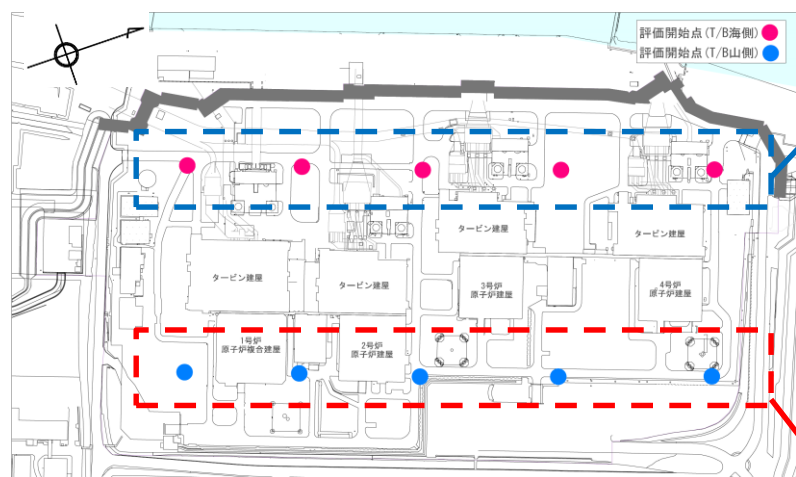 評価開始点(T/B海側)
評価開始点(T/B山側)
タービン建屋
タービン建屋
タービン建屋
タービン建屋
3号炉
原子炉建屋
4号炉
原子炉建屋
1号炉
原子炉複合建屋
2号炉
原子炉建屋